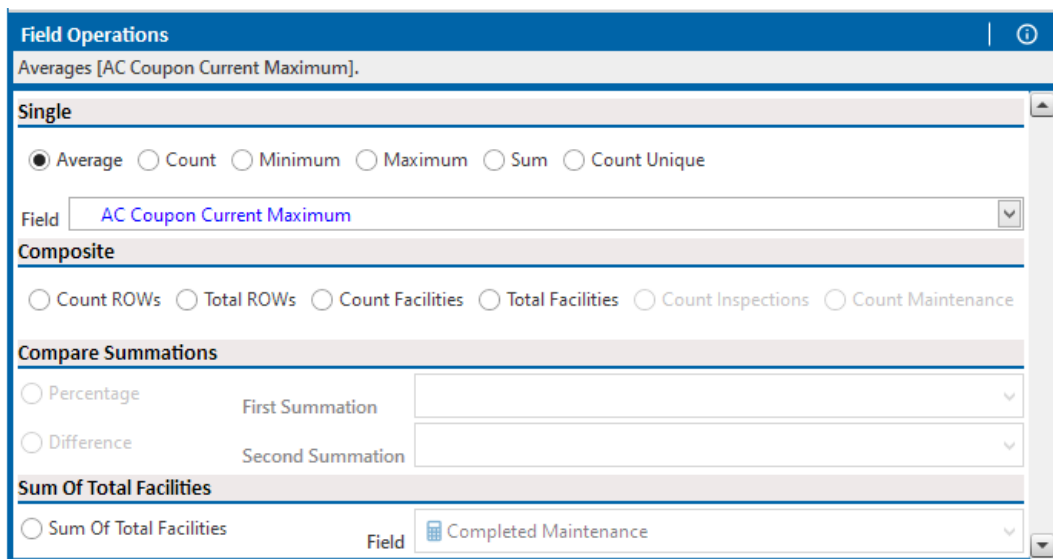 Field Operations
Averages [AC Coupon Current Maximum].
Single
Average Count Minimum Maximum Sum Count Unique
Field AC Coupon Current Maximum
Composite
Count ROWs Total ROWs Count Facilities Total Facilities Count Inspections Count Maintenance
Compare Summations
Percentage
First Summation
Difference
Second Summation
Sum Of Total Facilities
Sum Of Total Facilities Field Completed Maintenance